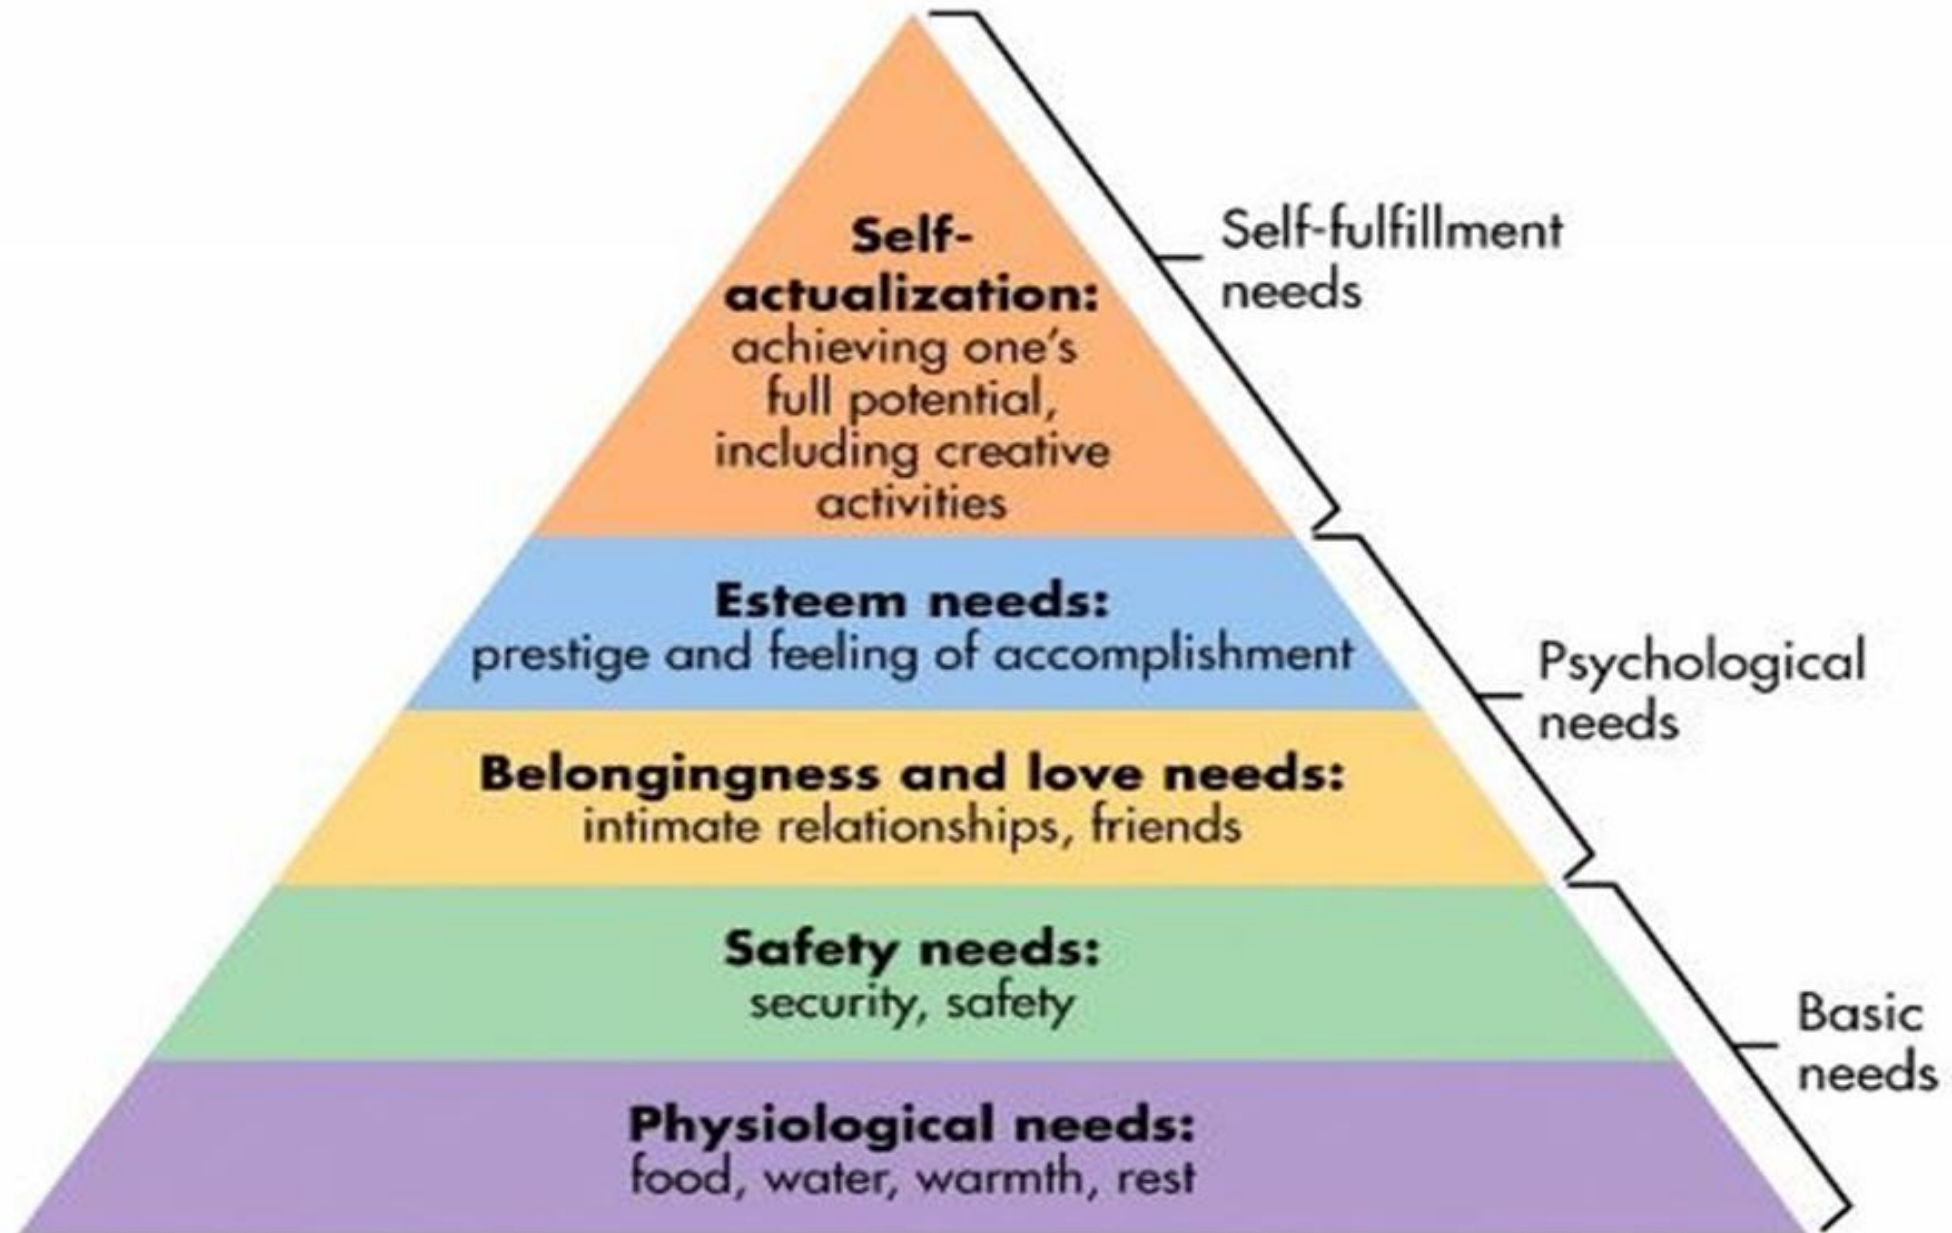 Self-
actualization:
achieving one's
full potential,
including creative
activities
Self-fulfillment
needs
Esteem needs:
prestige and feeling of accomplishment
Psychological
needs
Belongingness and love needs:
intimate relationships, friends
Safety needs:
security, safety
Basic
needs
Physiological needs:
food, water, warmth, rest